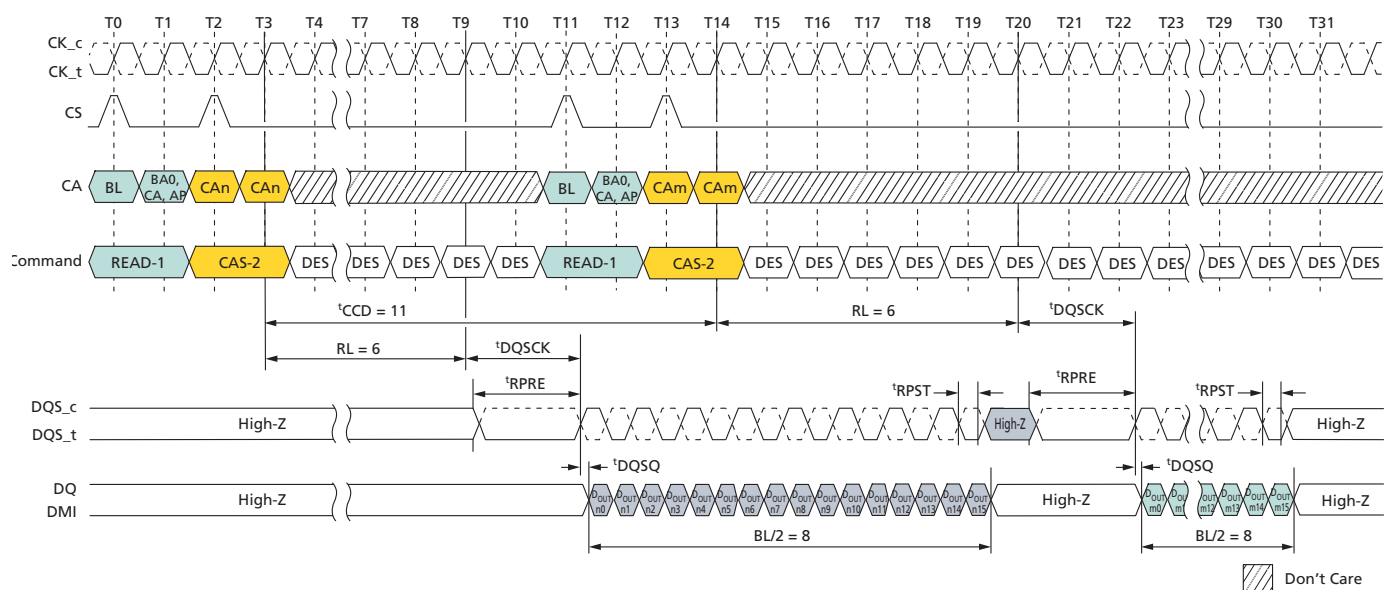 T0 T1 T2 T3 T4 T7 T8 T9 T10 T11 T12 T13 T14 T15 T16 T17 T18 T19 T20 T21 T22 T23 T29 T30 T31
CK_c
CK_t
CS
CA BL BA0, CA, AP CAn CAn BL BA0, CA, AP CAm CAm
Command READ-1 CAS-2 DES DES DES DES DES READ-1 CAS-2 DES DES DES DES DES DES DES DES DES DES DES DES DES
tCCD = 11 RL = 6 tDQSCK
RL = 6 tDQSCK
tRPRE tRPST tRPRE tRPST
DQS_c
DQS_t High-Z High-Z High-Z
tDQSQ tDQSQ
DQ
DMI High-Z DOUT n0 DOUT n1 DOUT n2 DOUT n3 DOUT n4 DOUT n5 DOUT n6 DOUT n7 DOUT n8 DOUT n9 DOUT n10 DOUT n11 DOUT n12 DOUT n13 DOUT n14 DOUT n15 High-Z DOUT m0 DOUT m12 DOUT m13 DOUT m14 DOUT m15 High-Z
BL/2 = 8 BL/2 = 8
Don't Care